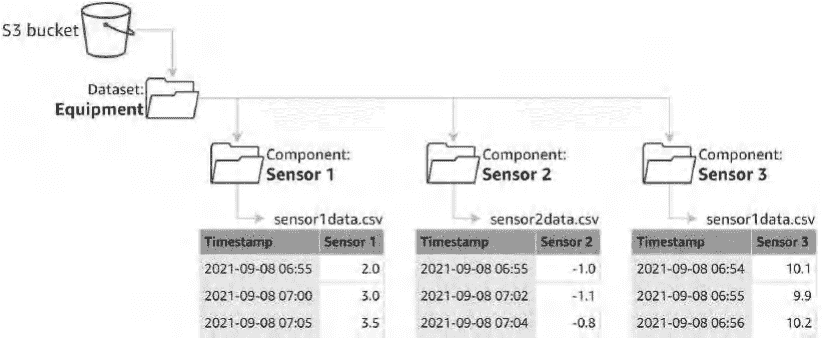 S3 bucket
Dataset:
Equipment
Component:
Sensor 1
Component:
Sensor 2
Component:
Sensor 3
sensor1data.csv
sensor2data.csv
sensor1data.csv
Timestamp Sensor 1
2021-09-08 06:55 2.0
2021-09-08 07:00 3.0
2021-09-08 07:05 3.5
Timestamp Sensor 2
2021-09-08 06:55 -1.0
2021-09-08 07:02 -1.1
2021-09-08 07:04 -0.8
Timestamp Sensor 3
2021-09-08 06:54 10.1
2021-09-08 06:55 9.9
2021-09-08 06:56 10.2